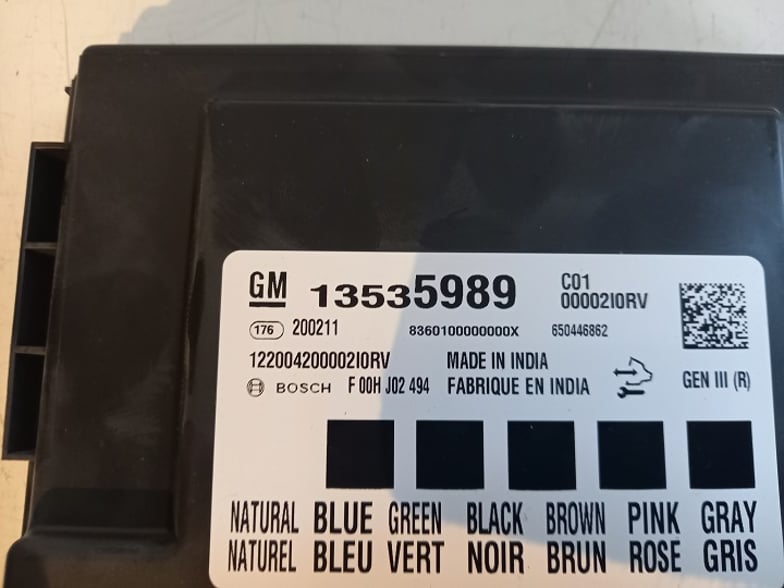 GM 13535989 C01
00002I0RV
176 200211 8360100000000X 650446862
122004200002I0RV MADE IN INDIA
BOSCH F 00H J02 494 FABRIQUE EN INDIA GEN III (R)
NATURAL BLUE GREEN BLACK BROWN PINK GRAY
NATUREL BLEU VERT NOIR BRUN ROSE GRIS